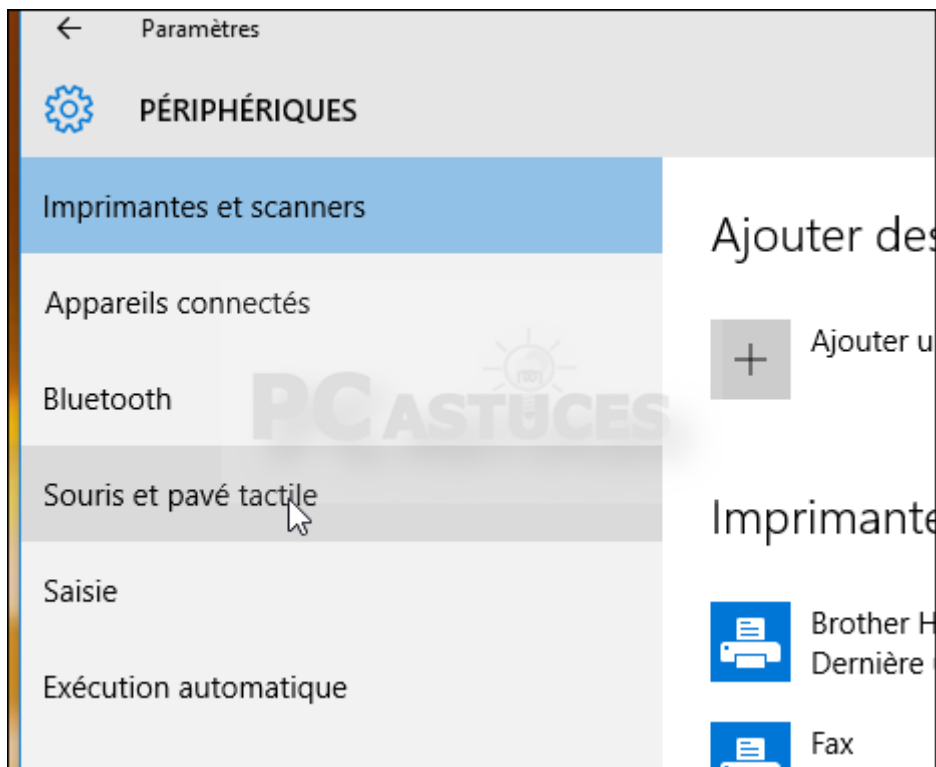 Paramètres
PÉRIPHÉRIQUES
Imprimantes et scanners
Appareils connectés
Bluetooth
Souris et pavé tactile
Saisie
Exécution automatique
PC ASTUCES
Ajouter des
Ajouter u
Imprimante
Brother H
Dernière
Fax